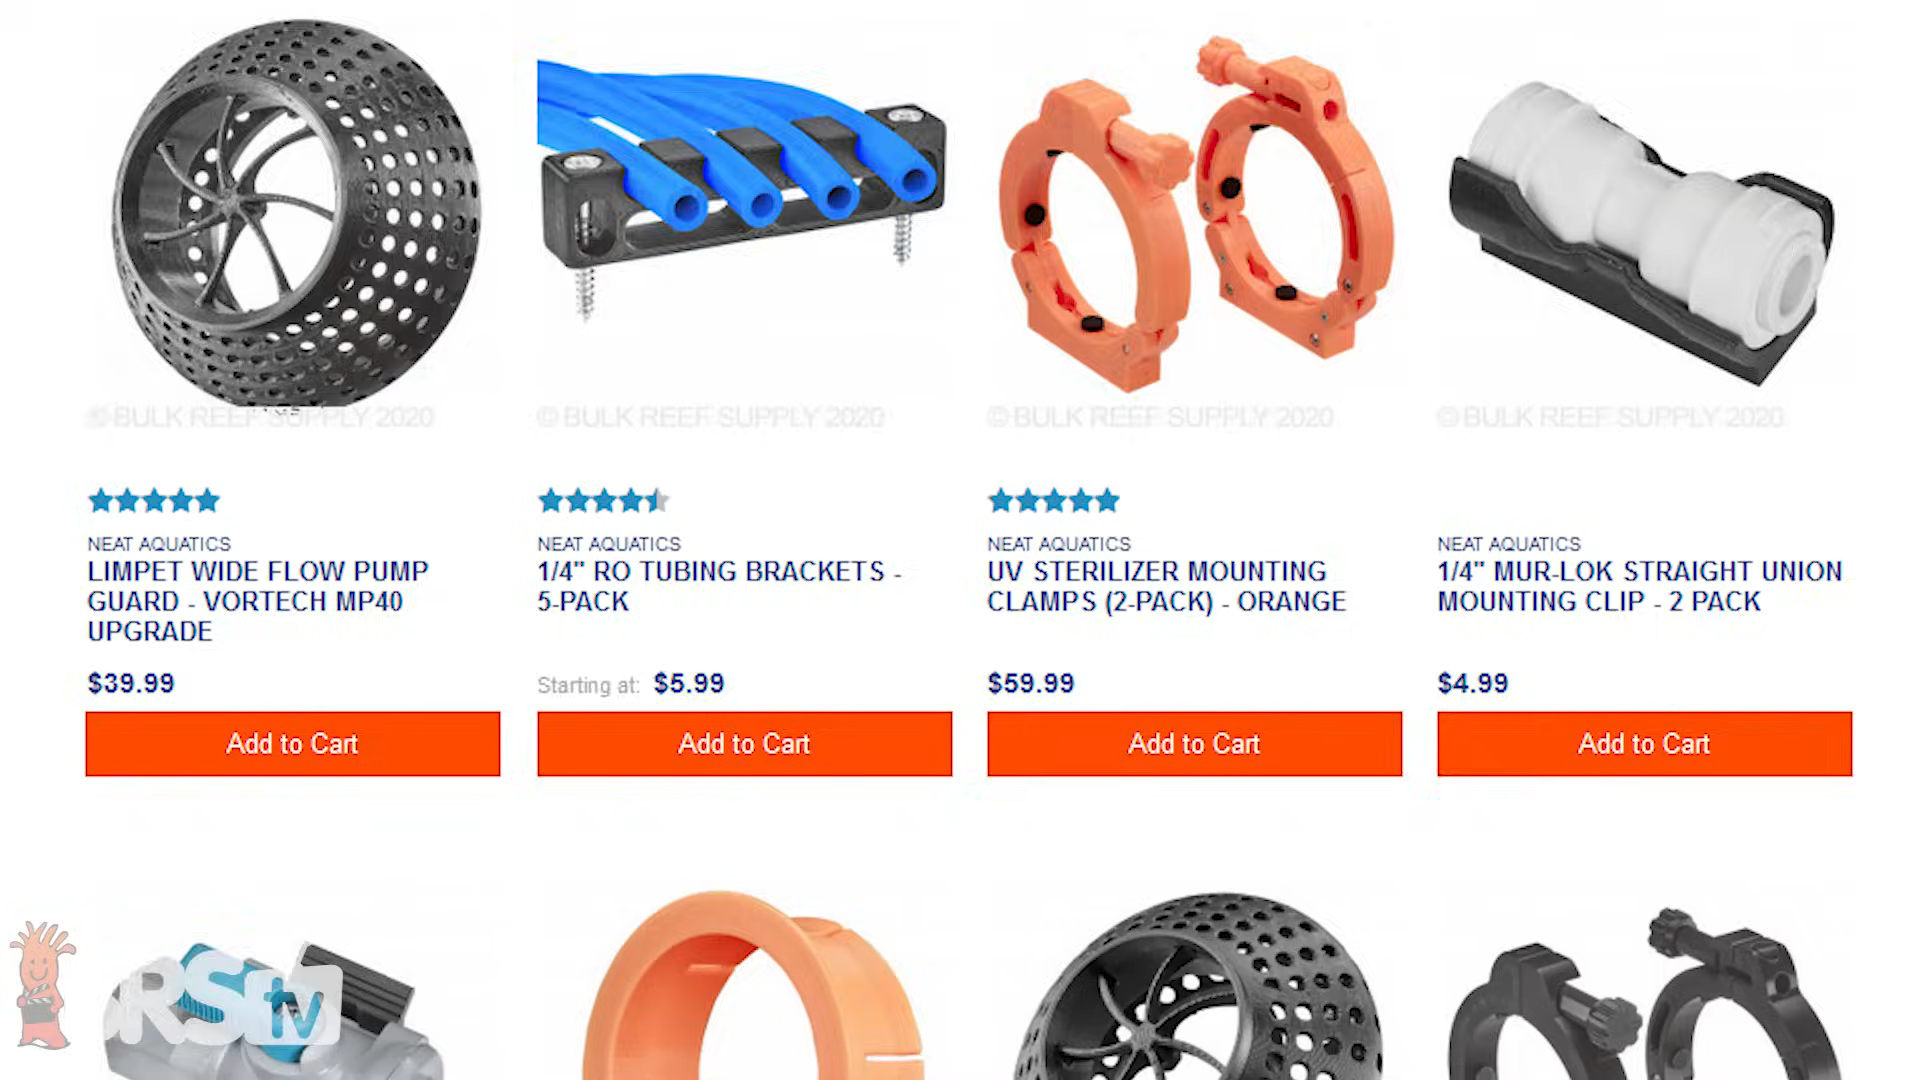 © BULK REEF SUPPLY 2020
© BULK REEF SUPPLY 2020
© BULK REEF SUPPLY 2020
© BULK REEF SUPPLY 2020
NEAT AQUATICS
LIMPET WIDE FLOW PUMP
GUARD - VORTECH MP40
UPGRADE
$39.99
Add to Cart
NEAT AQUATICS
1/4" RO TUBING BRACKETS -
5-PACK
Starting at: $5.99
Add to Cart
NEAT AQUATICS
UV STERILIZER MOUNTING
CLAMPS (2-PACK) - ORANGE
$59.99
Add to Cart
NEAT AQUATICS
1/4" MUR-LOK STRAIGHT UNION
MOUNTING CLIP - 2 PACK
$4.99
Add to Cart
BRS tv